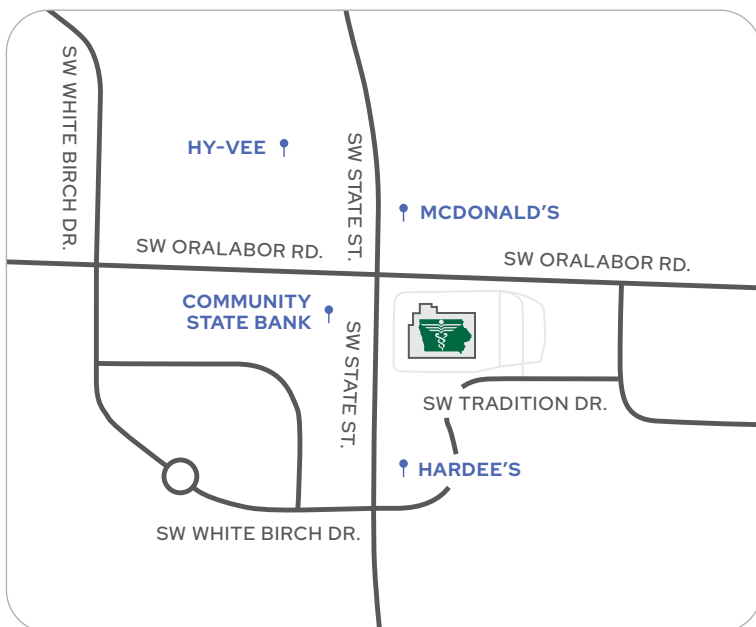 SW WHITE BIRCH DR.
HY-VEE
SW STATE ST.
MCDONALD'S
SW ORALABOR RD.
SW ORALABOR RD.
COMMUNITY
STATE BANK
SW STATE ST.
SW TRADITION DR.
HARDEE'S
SW WHITE BIRCH DR.